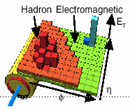 Hadron Electromagnetic
E_T
ϕ
η